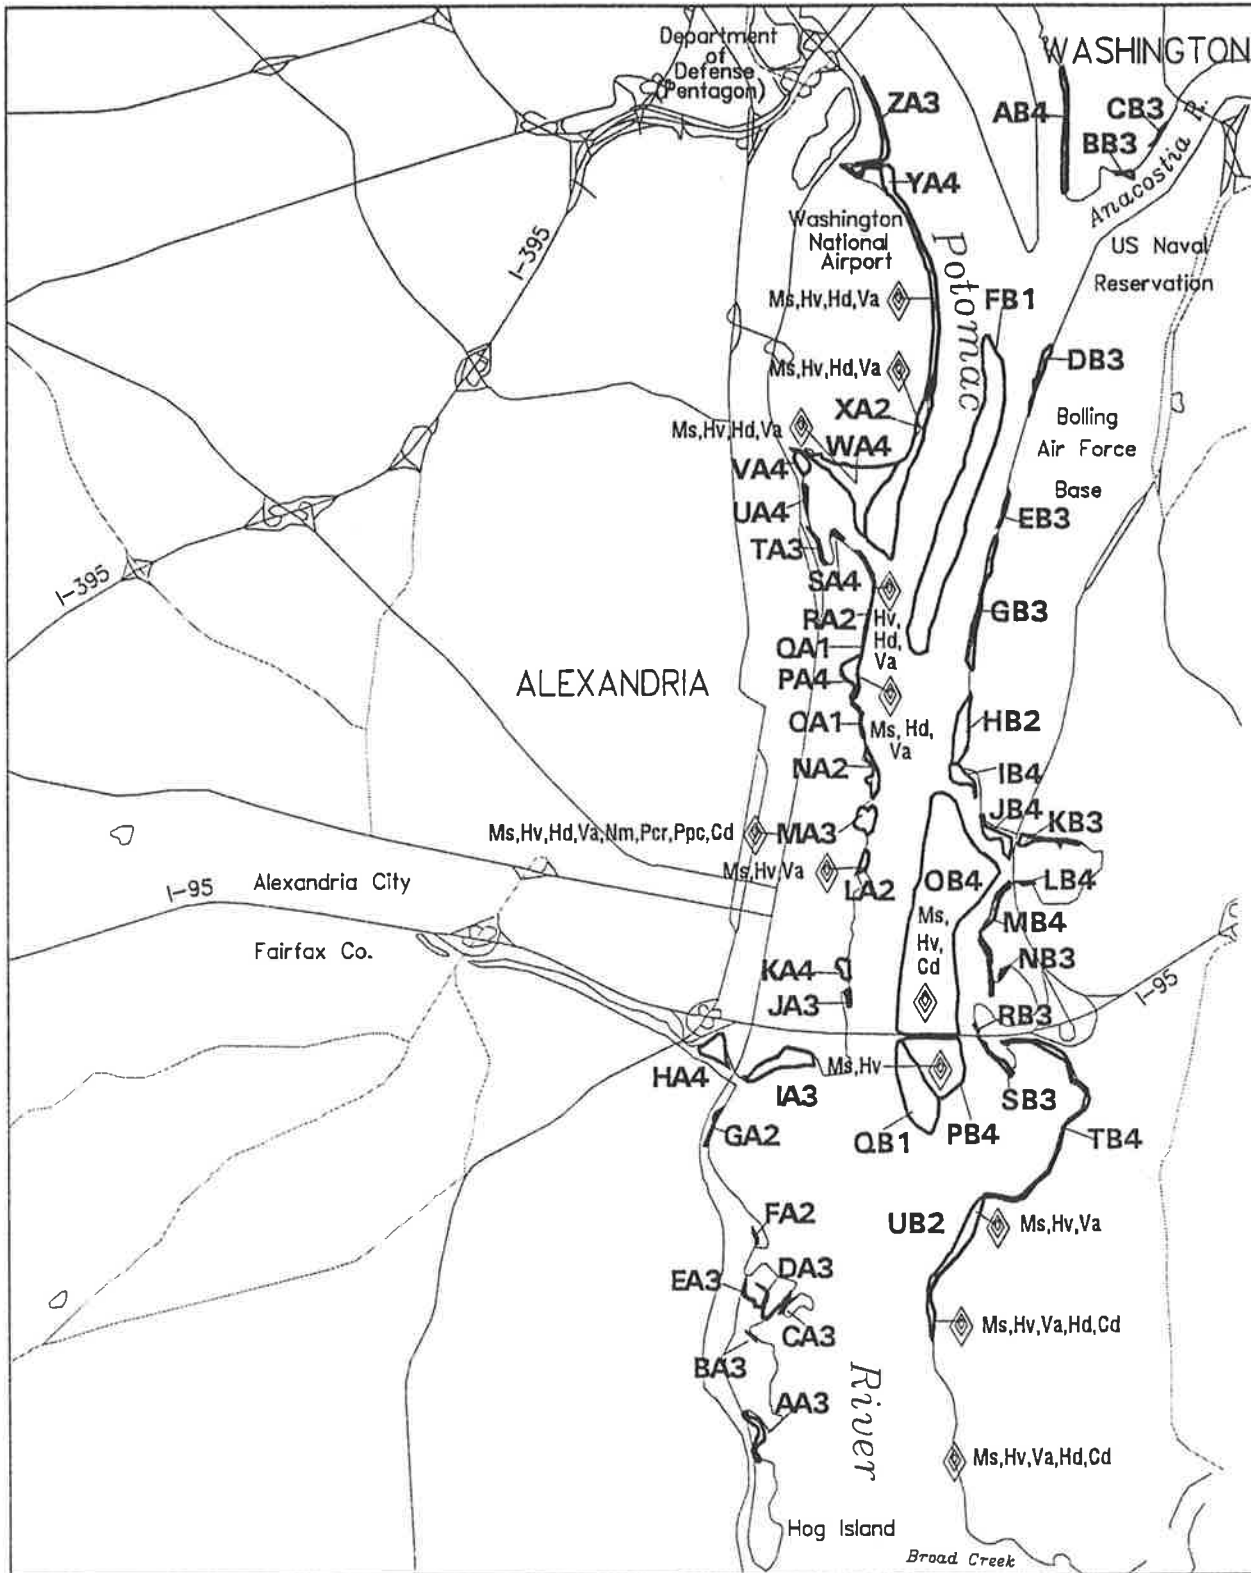 Department
of
Defense
(Pentagon)
WASHINGTON
ZA3
AB4
CB3
BB3
Anacostia R.
YA4
Washington
National
Airport
Potomac
US Naval
Reservation
I-395
Ms,Hv,Hd,Va
FB1
Ms,Hv,Hd,Va
DB3
XA2
Bolling
Air Force
Base
Ms,Hv,Hd,Va
WA4
VA4
UA4
EB3
TA3
I-395
SA4
RA2
Hv,
Hd,
Va
GB3
QA1
PA4
ALEXANDRIA
OA1
Ms, Hd,
Va
HB2
NA2
IB4
JB4
KB3
Ms,Hv,Hd,Va,Nm,Pcr,Ppc,Cd
MA3
Ms,Hv,Va
LA2
OB4
LB4
I-95
Alexandria City
Ms,
Hv,
Cd
MB4
Fairfax Co.
NB3
KA4
JA3
I-95
RB3
HA4
IA3
Ms,Hv
SB3
GA2
QB1
PB4
TB4
FA2
UB2
Ms,Hv,Va
DA3
EA3
CA3
Ms,Hv,Va,Hd,Cd
BA3
AA3
River
Ms,Hv,Va,Hd,Cd
Hog Island
Broad Creek